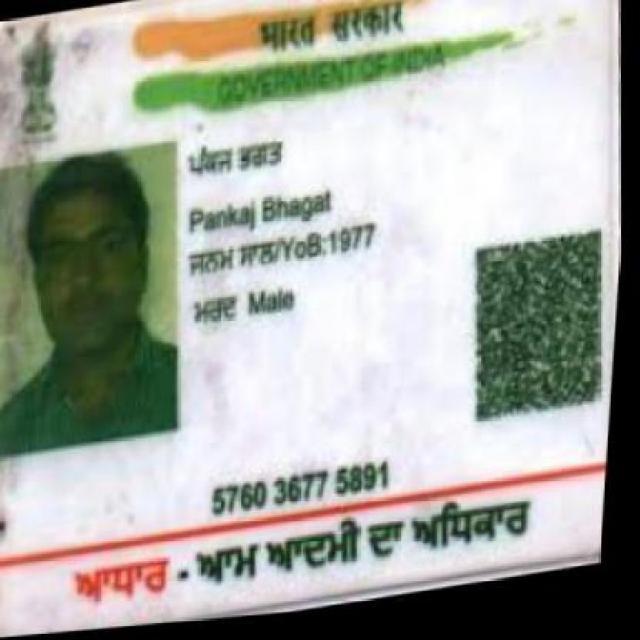 भारत सरकार
GOVERNMENT OF INDIA
ਪੰਕਜ ਭਗਤ
Pankaj Bhagat
ਜਨਮ ਸਾਲ/YoB:1977
ਮਰਦ Male
5760 3677 5891
ਆਧਾਰ - ਆਮ ਆਦਮੀ ਦਾ ਅਧਿਕਾਰ